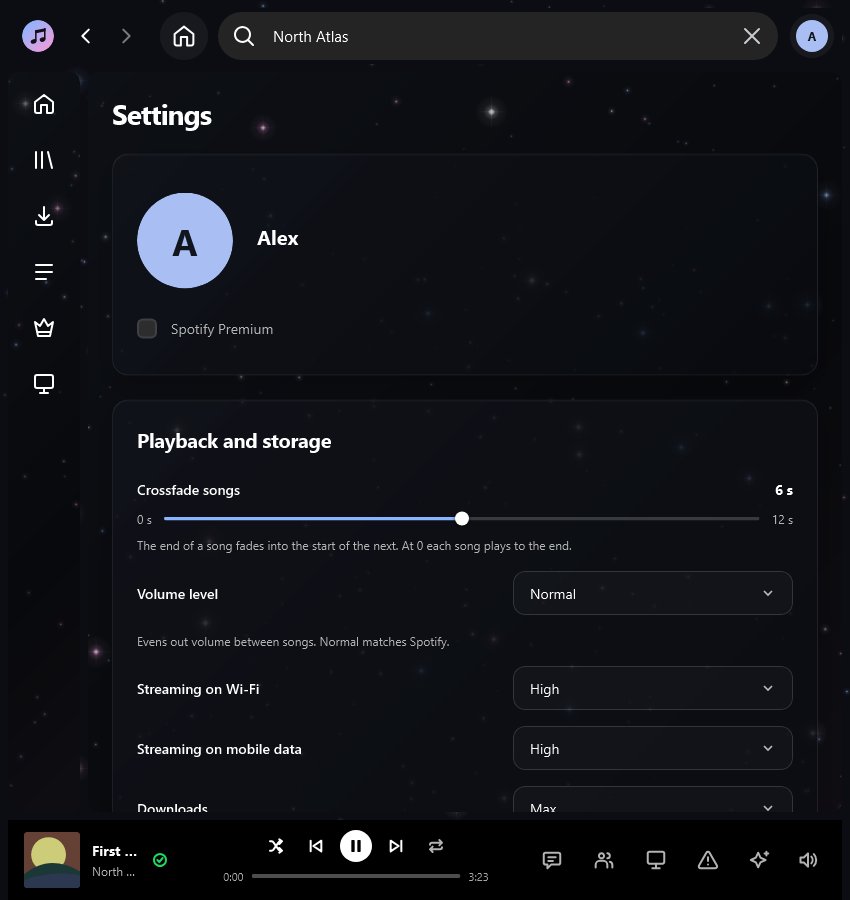 North Atlas
A
Settings
A
Alex
Spotify Premium
Playback and storage
Crossfade songs
6 s
0 s
12 s
The end of a song fades into the start of the next. At 0 each song plays to the end.
Volume level
Normal
Evens out volume between songs. Normal matches Spotify.
Streaming on Wi-Fi
High
Streaming on mobile data
High
Downloads
Max
First ...
North ...
0:00
3:23